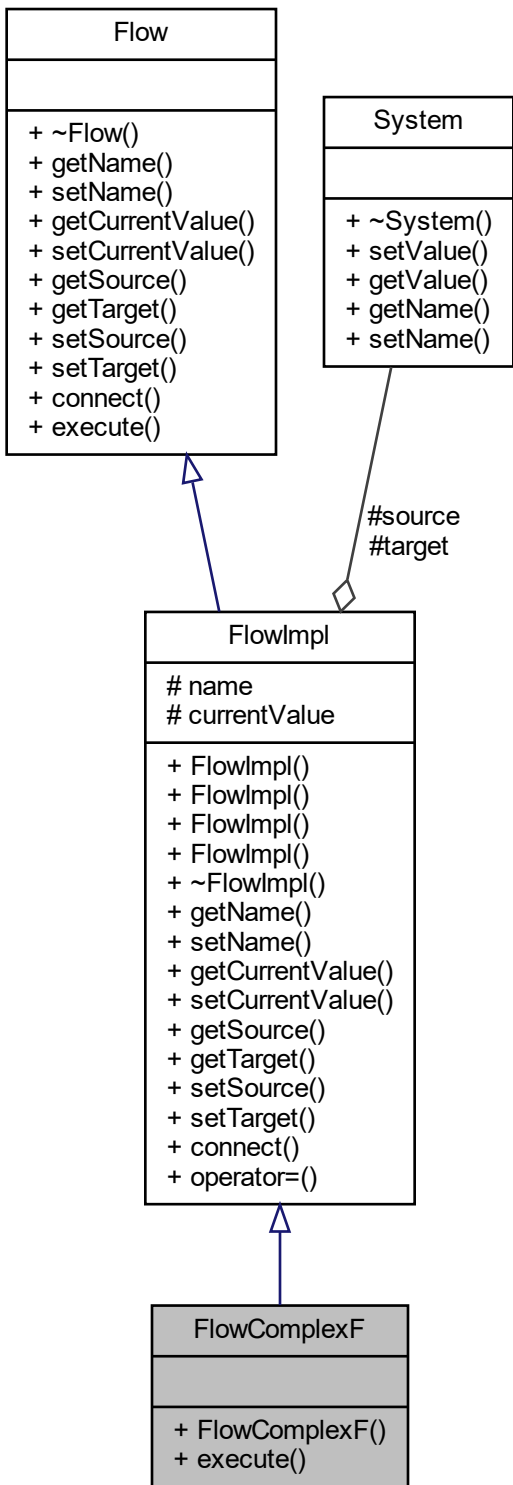 Flow
+ ~Flow()
+ getName()
+ setName()
+ getCurrentValue()
+ setCurrentValue()
+ getSource()
+ getTarget()
+ setSource()
+ setTarget()
+ connect()
+ execute()
System
+ ~System()
+ setValue()
+ getValue()
+ getName()
+ setName()
#source
#target
FlowImpl
# name
# currentValue
+ FlowImpl()
+ FlowImpl()
+ FlowImpl()
+ FlowImpl()
+ ~FlowImpl()
+ getName()
+ setName()
+ getCurrentValue()
+ setCurrentValue()
+ getSource()
+ getTarget()
+ setSource()
+ setTarget()
+ connect()
+ operator=()
FlowComplexF
+ FlowComplexF()
+ execute()